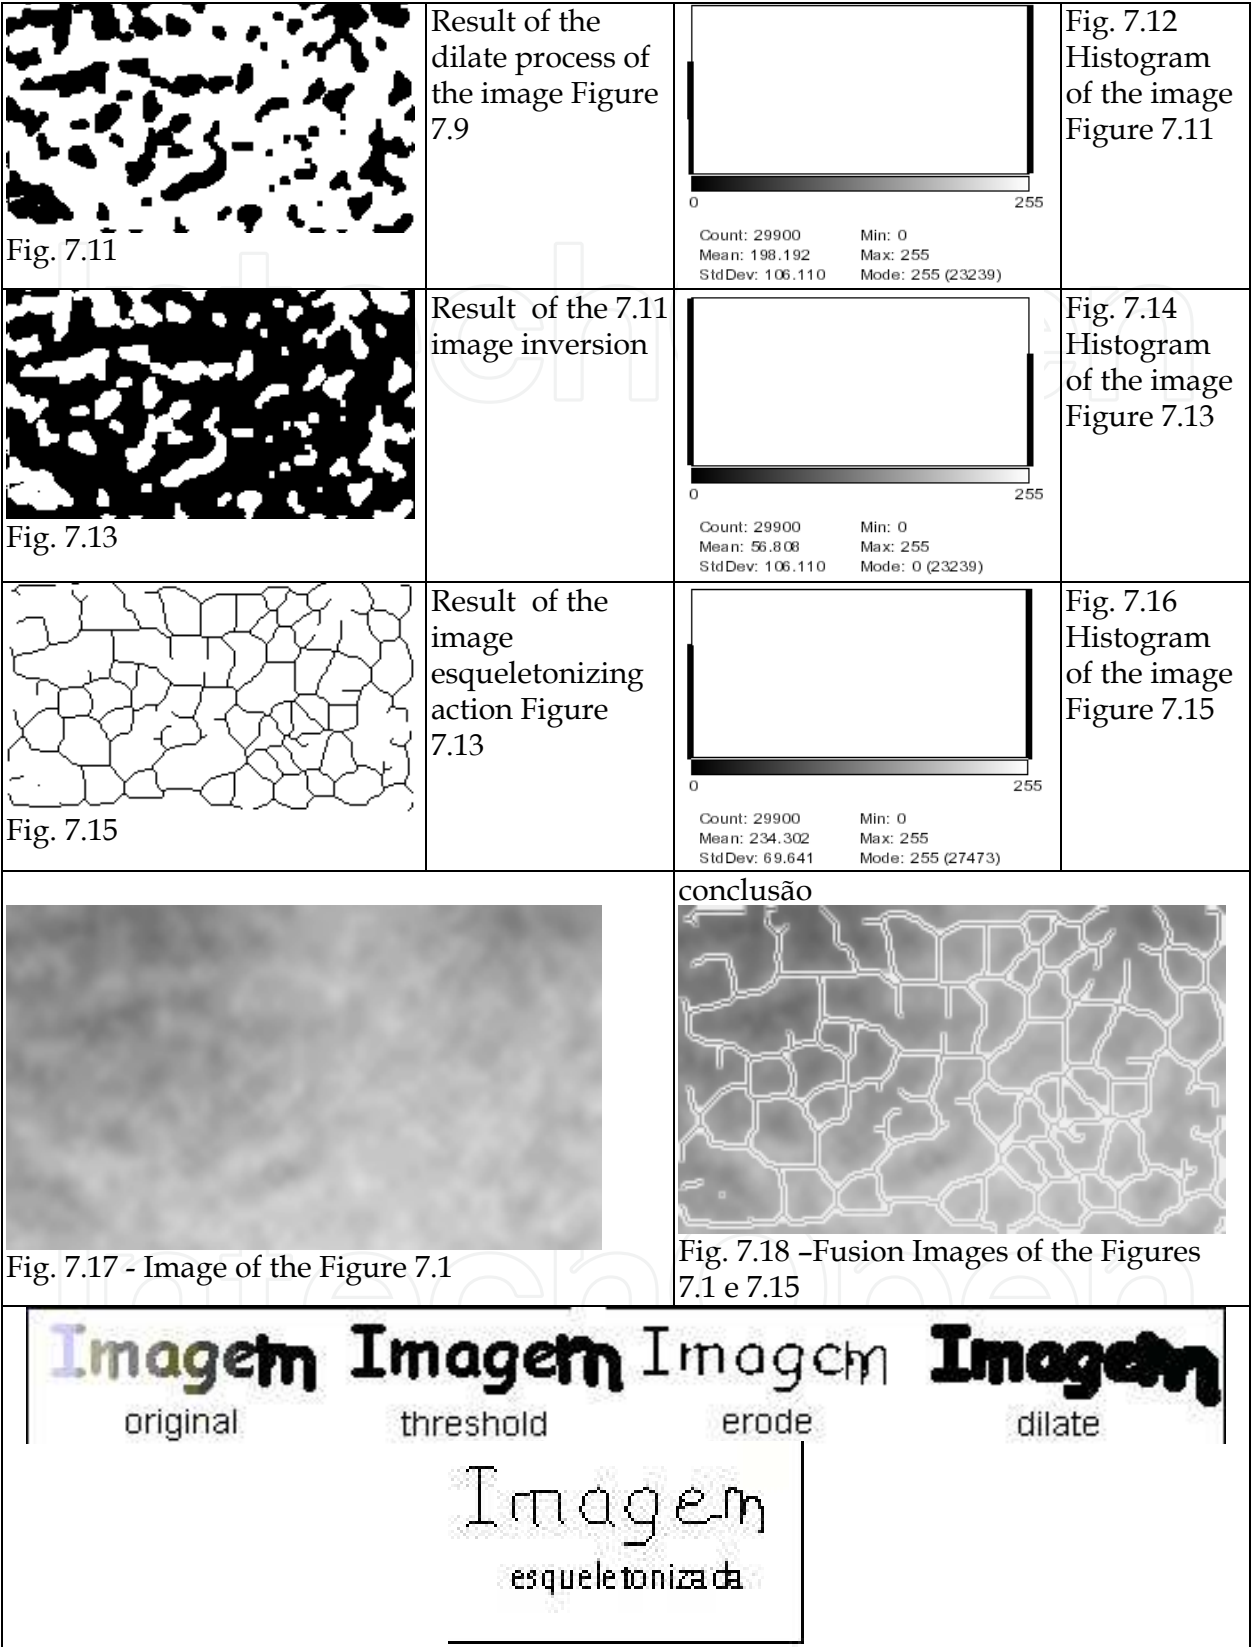 Fig. 7.11
Result of the
dilate process of
the image Figure
7.9
0 255
Count: 29900 Min: 0
Mean: 198.192 Max: 255
StdDev: 106.110 Mode: 255 (23239)
Fig. 7.12
Histogram
of the image
Figure 7.11
Fig. 7.13
Result of the 7.11
image inversion
0 255
Count: 29900 Min: 0
Mean: 56.808 Max: 255
StdDev: 106.110 Mode: 0 (23239)
Fig. 7.14
Histogram
of the image
Figure 7.13
Fig. 7.15
Result of the
image
esqueletonizing
action Figure
7.13
0 255
Count: 29900 Min: 0
Mean: 234.302 Max: 255
StdDev: 69.641 Mode: 255 (27473)
Fig. 7.16
Histogram
of the image
Figure 7.15
Fig. 7.17 - Image of the Figure 7.1
conclusão
Fig. 7.18 –Fusion Images of the Figures
7.1 e 7.15
Imagem Imagem Imagem Imagem
original threshold erode dilate
Imagem
esqueletonizada